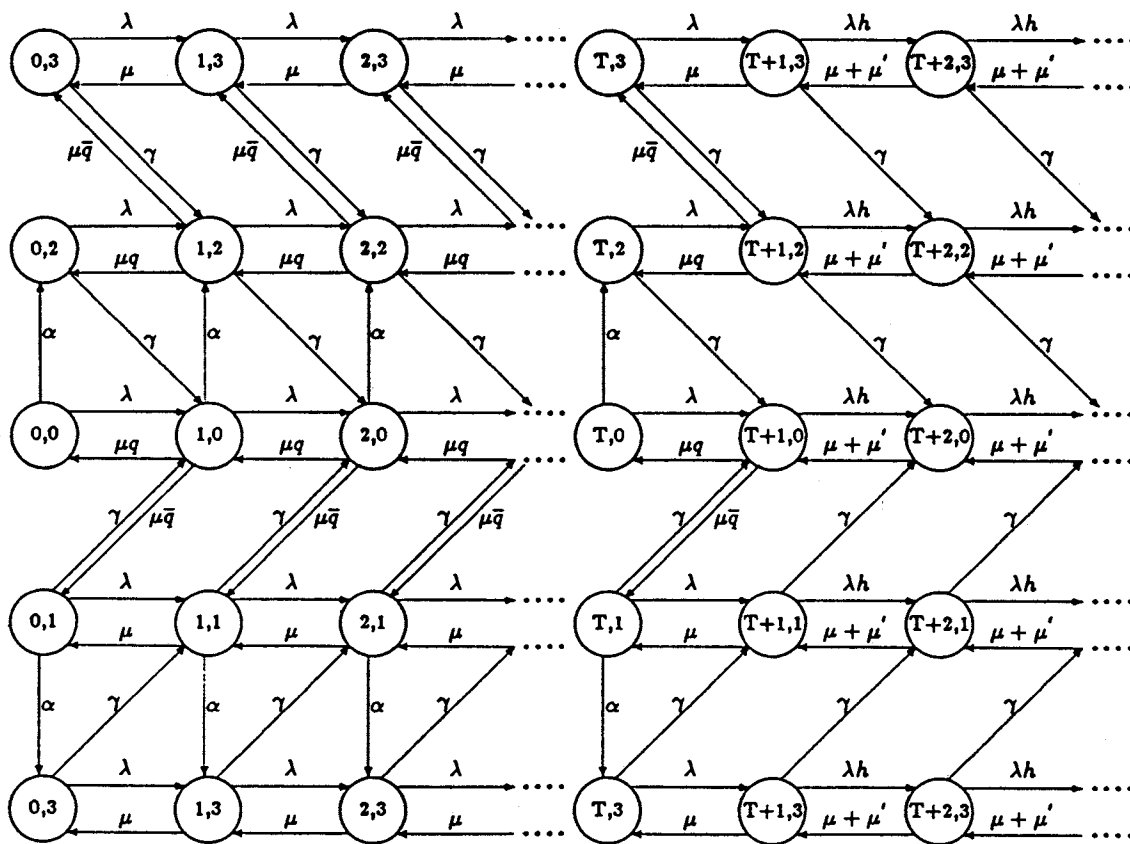 λ λ λ λ λh λh
0,3 1,3 2,3 .... T,3 T+1,3 T+2,3 ....
μ μ μ μ μ + μ′ μ + μ′
μq̄ γ μq̄ γ μq̄ γ μq̄ γ γ γ
λ λ λ λ λh λh
0,2 1,2 2,2 .... T,2 T+1,2 T+2,2 ....
μq μq μq μq μ + μ′ μ + μ′
α γ α γ α γ α γ γ γ
λ λ λ λ λh λh
0,0 1,0 2,0 .... T,0 T+1,0 T+2,0 ....
μq μq μq μq μ + μ′ μ + μ′
γ μq̄ γ μq̄ γ μq̄ γ μq̄ γ γ
λ λ λ λ λh λh
0,1 1,1 2,1 .... T,1 T+1,1 T+2,1 ....
μ μ μ μ μ + μ′ μ + μ′
α γ α γ α γ α γ γ γ
λ λ λ λ λh λh
0,3 1,3 2,3 .... T,3 T+1,3 T+2,3 ....
μ μ μ μ μ + μ′ μ + μ′